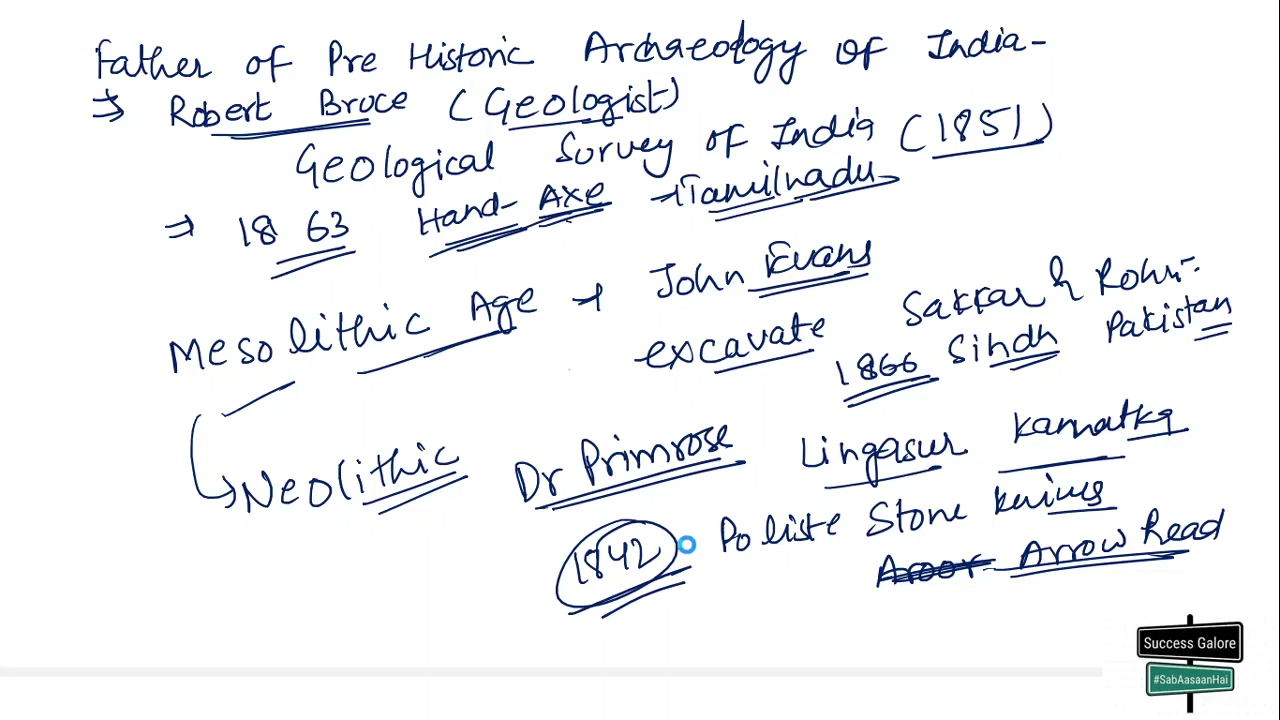 Father of Pre Historic Archaeology of India -
⇒ Robert Bruce (Geologist)
Geological Survey of India (1851)
⇒ 1863 Hand-Axe → Tamilnadu
Mesolithic Age → John Evans
excavate Sakkar & Rohri
1866 Sindh Pakistan
Neolithic Dr Primrose Lingasur Karnatka
1842 Poliste Stone Knives
Arrow Head
Success Galore
#SabAasaanHai